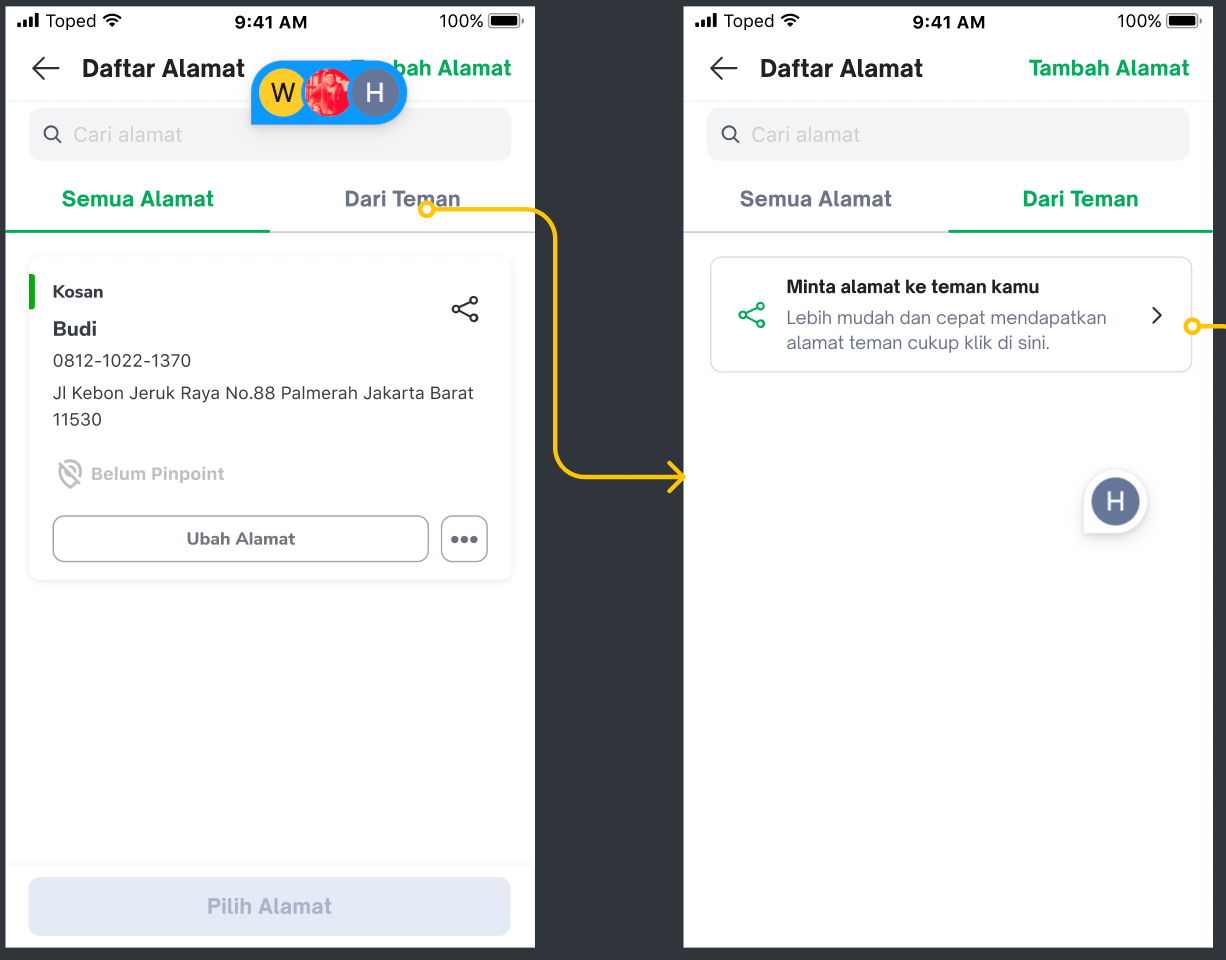 Toped 9:41 AM 100%
Daftar Alamat bah Alamat
W H
Cari alamat
Semua Alamat Dari Teman
Kosan
Budi
0812-1022-1370
Jl Kebon Jeruk Raya No.88 Palmerah Jakarta Barat
11530
Belum Pinpoint
Ubah Alamat
Pilih Alamat
Toped 9:41 AM 100%
Daftar Alamat Tambah Alamat
Cari alamat
Semua Alamat Dari Teman
Minta alamat ke teman kamu
Lebih mudah dan cepat mendapatkan
alamat teman cukup klik di sini.
H